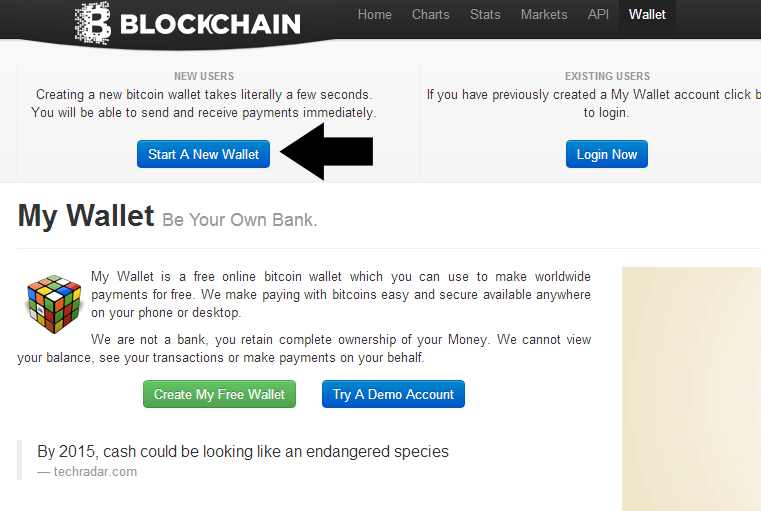 BLOCKCHAIN
Home Charts Stats Markets API Wallet
NEW USERS
Creating a new bitcoin wallet takes literally a few seconds.
You will be able to send and receive payments immediately.
Start A New Wallet
EXISTING USERS
If you have previously created a My Wallet account click b
to login.
Login Now
My Wallet Be Your Own Bank.
My Wallet is a free online bitcoin wallet which you can use to make worldwide
payments for free. We make paying with bitcoins easy and secure available anywhere
on your phone or desktop.
We are not a bank, you retain complete ownership of your Money. We cannot view
your balance, see your transactions or make payments on your behalf.
Create My Free Wallet
Try A Demo Account
By 2015, cash could be looking like an endangered species
— techradar.com